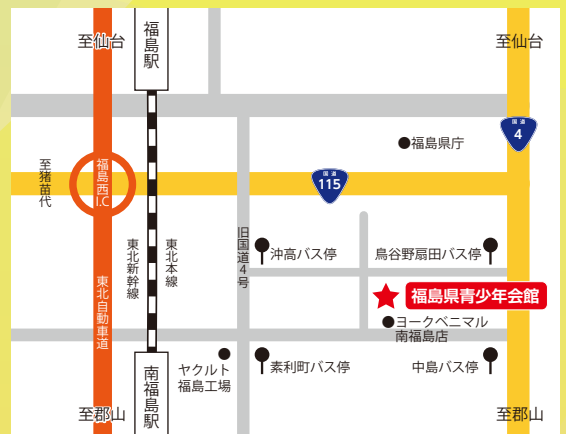 至仙台
福島駅
至仙台
国道
4
福島県庁
至猪苗代
福島西I.C
国道
115
東北新幹線
東北本線
旧国道4号
沖高バス停
鳥谷野扇田バス停
東北自動車道
福島県青少年会館
ヨークベニマル
南福島店
ヤクルト
福島工場
素利町バス停
中島バス停
南福島駅
至郡山
至郡山